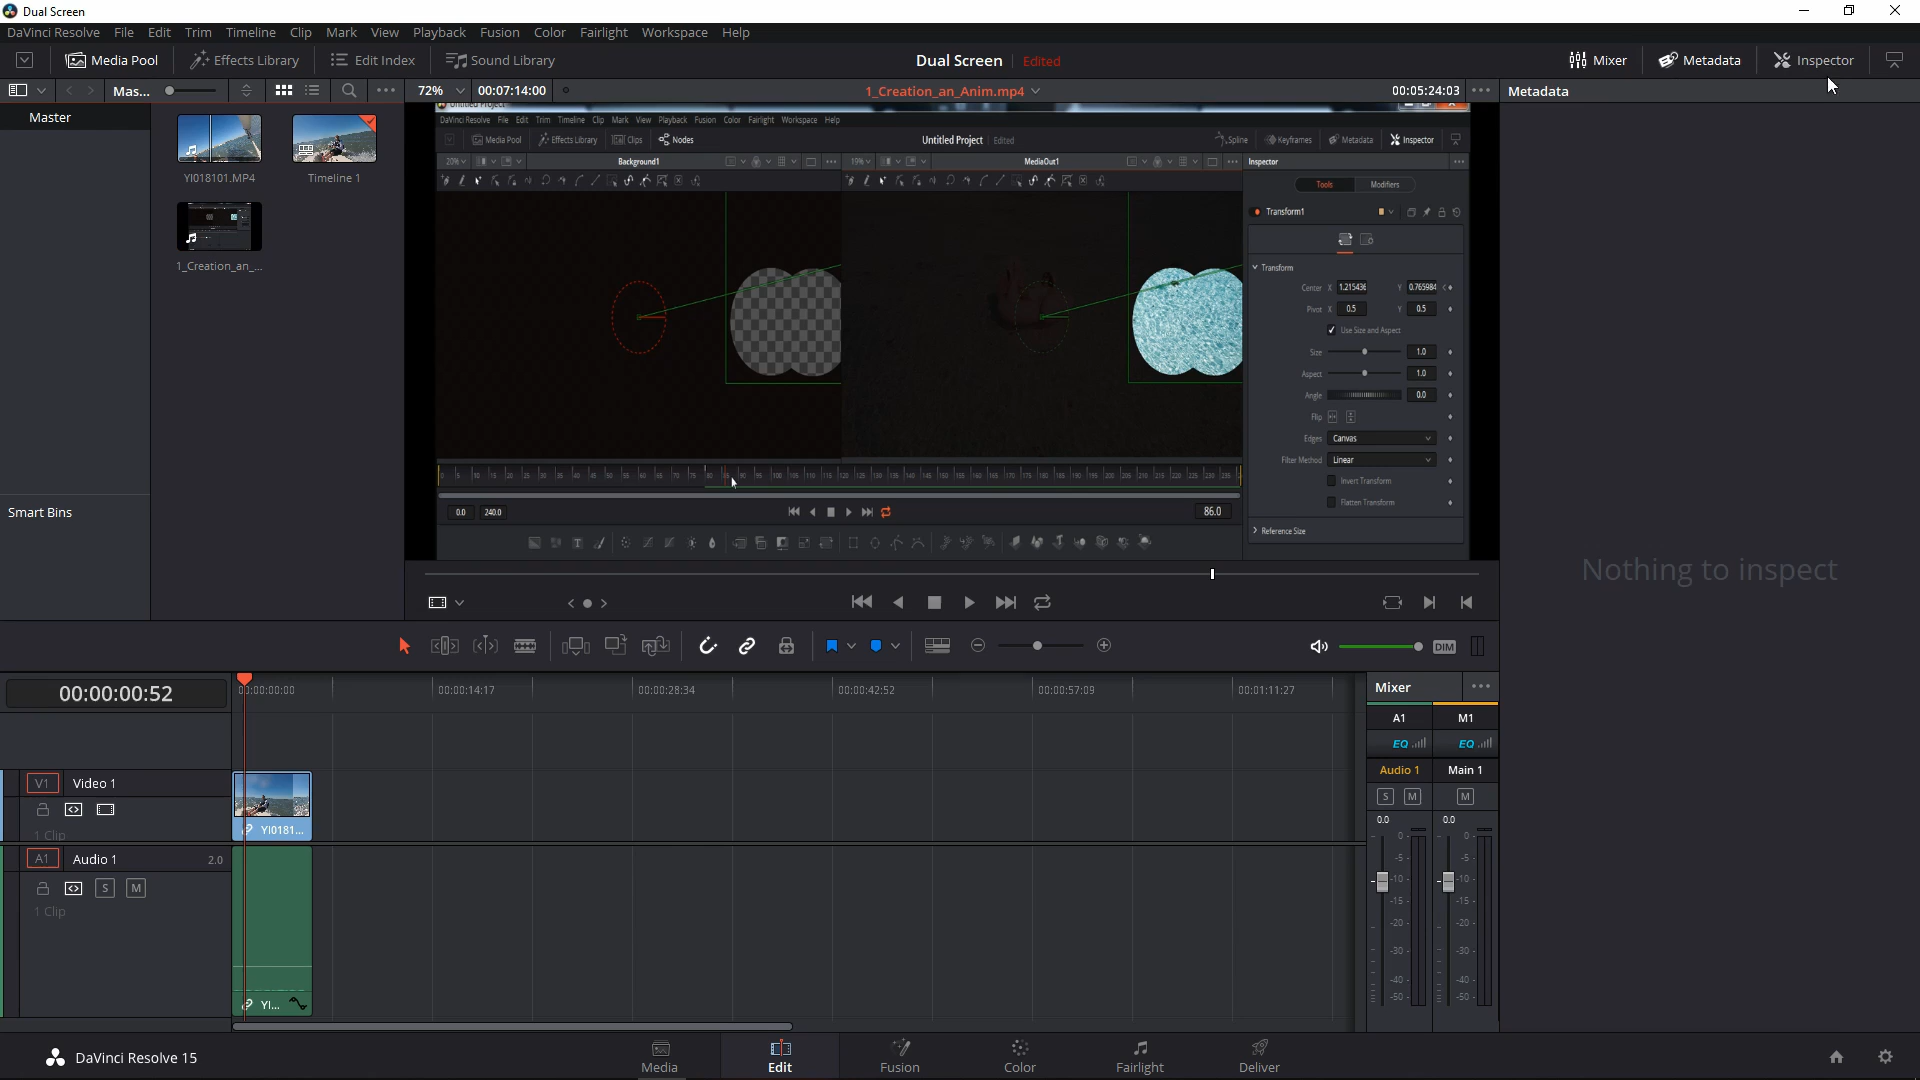 Dual Screen
DaVinci Resolve File Edit Trim Timeline Clip Mark View Playback Fusion Color Fairlight Workspace Help
Media Pool Effects Library Edit Index Sound Library Dual Screen Edited Mixer Metadata Inspector
Mas... 72% 00:07:14:00 1_Creation_an_Anim.mp4 00:05:24:03 Metadata
Master
YI018101.MP4 Timeline 1
1_Creation_an_...
Smart Bins
DaVinci Resolve File Edit Trim Timeline Clip Mark View Playback Fusion Color Fairlight Workspace Help
Media Pool Effects Library Clips Nodes Untitled Project Edited Spline Keyframes Metadata Inspector
20% Background1 19% MediaOut1 Inspector
Tools Modifiers
Transform1
Transform
Center X 1.215436 Y 0.765984
Pivot X 0.5 Y 0.5
Use Size and Aspect
Size 1.0
Aspect 1.0
Angle 0.0
Flip
Edges Canvas
Filter Method Linear
Invert Transform
Flatten Transform
Reference Size
0.0 240.0 86.0
Nothing to inspect
DIM
00:00:00:52 00:00:00:00 00:00:14:17 00:00:28:34 00:00:42:52 00:00:57:09 00:01:11:27
Mixer
A1 M1
EQ EQ
Audio 1 Main 1
S M M
0.0 0.0
0- 0-
-5- -5-
-10- -10-
-15- -15-
-20- -20-
-30- -30-
-40- -40-
-50- -50-
V1 Video 1
1 Clip
YI0181...
A1 Audio 1 2.0
S M
1 Clip
YI...
DaVinci Resolve 15
Media Edit Fusion Color Fairlight Deliver